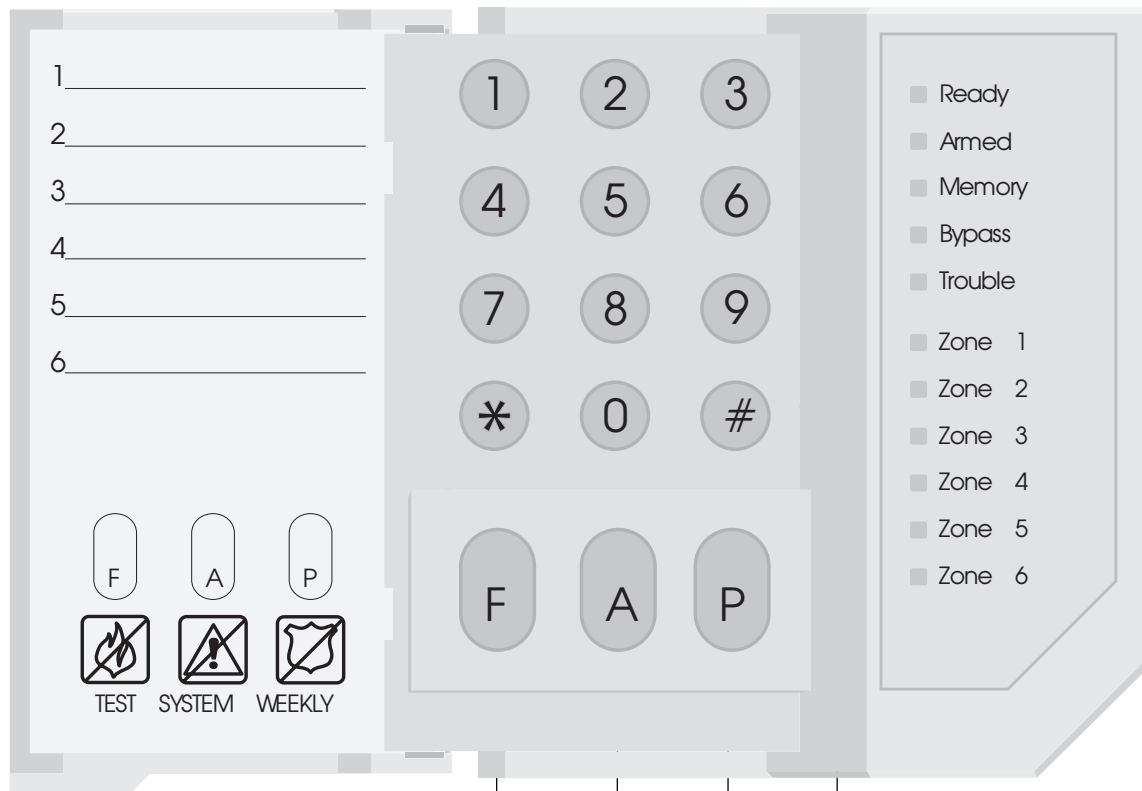 1
2
3
4
5
6
F A P
TEST SYSTEM WEEKLY
1 2 3
4 5 6
7 8 9
* 0 #
F A P
Ready
Armed
Memory
Bypass
Trouble
Zone 1
Zone 2
Zone 3
Zone 4
Zone 5
Zone 6